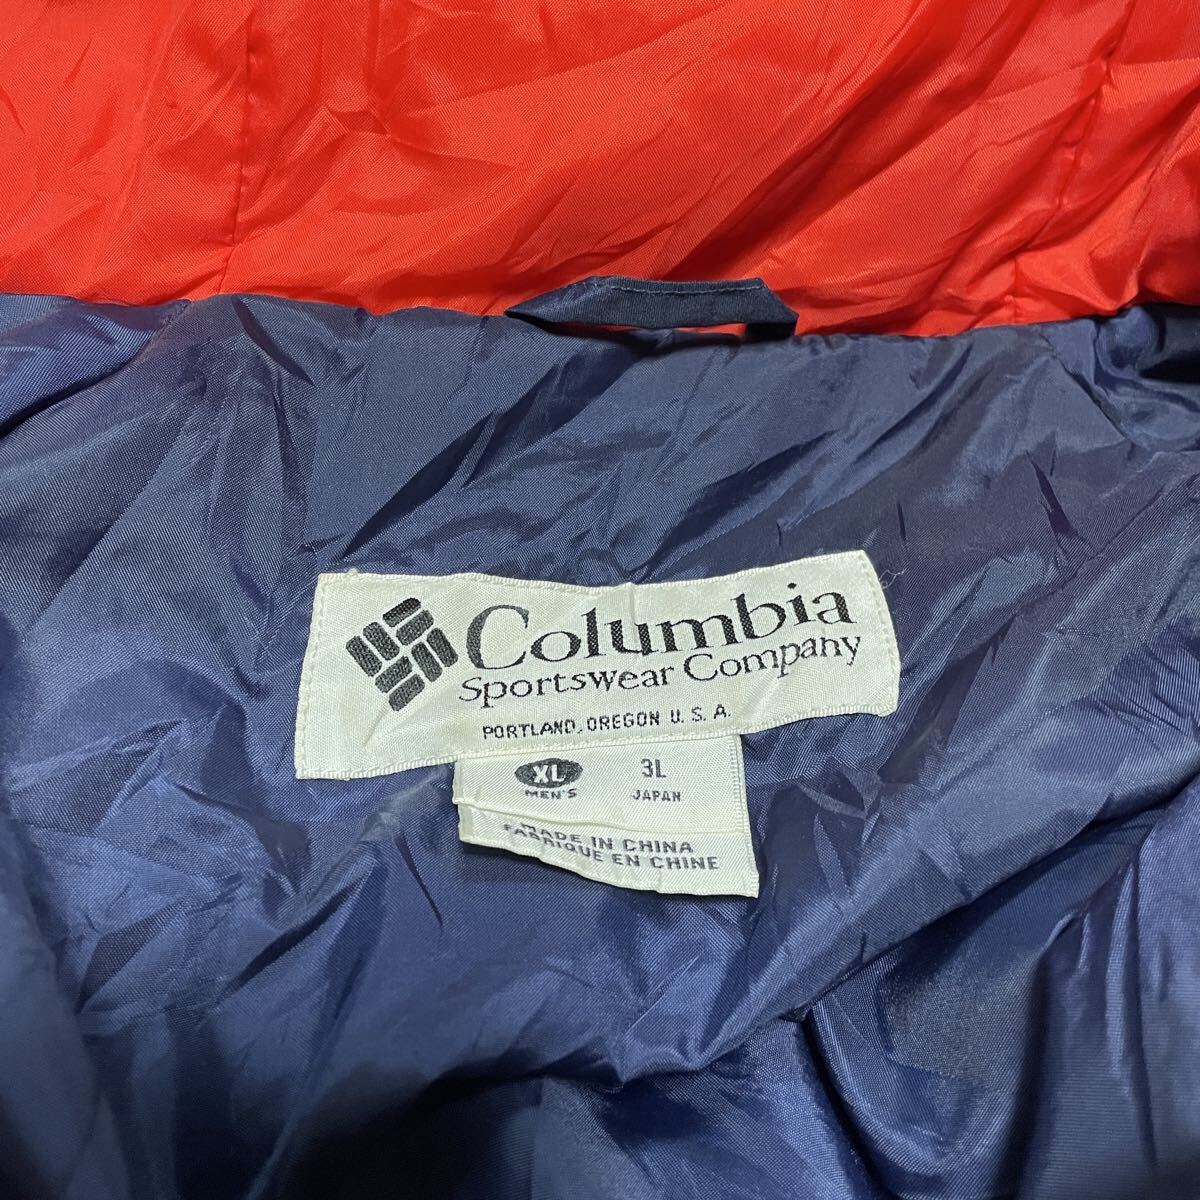 Columbia
Sportswear Company
PORTLAND, OREGON U. S. A.
XL 3L
MEN'S JAPAN
MADE IN CHINA
FABRIQUE EN CHINE